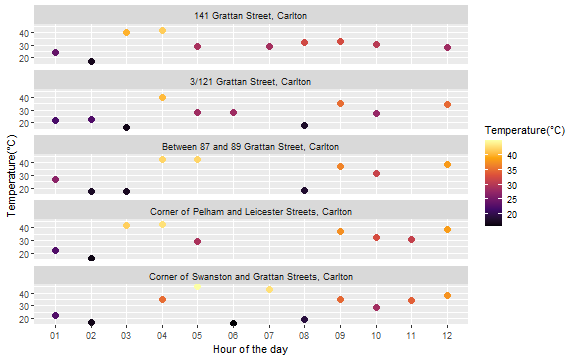 141 Grattan Street, Carlton
40
30
20
3/121 Grattan Street, Carlton
40
30
20
Between 87 and 89 Grattan Street, Carlton
40
30
20
Corner of Pelham and Leicester Streets, Carlton
40
30
20
Corner of Swanston and Grattan Streets, Carlton
40
30
20
01 02 03 04 05 06 07 08 09 10 11 12
Hour of the day
Temperature(°C)
Temperature(°C)
40
35
30
25
20